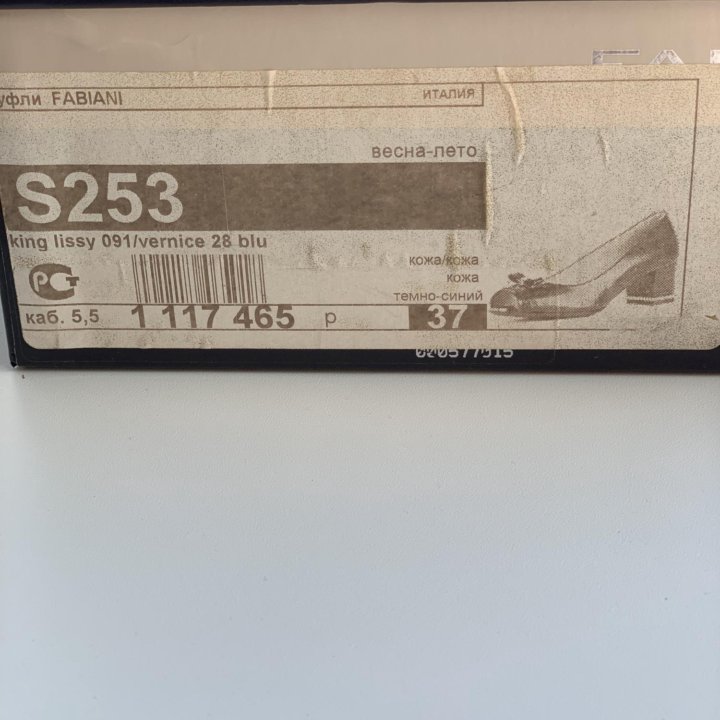 уфли FABIANI ИТАЛИЯ
весна-лето
S253
king lissy 091/vernice 28 blu
кожа/кожа
кожа
темно-синий
РСТ
каб. 5,5 1 117 465 р 37